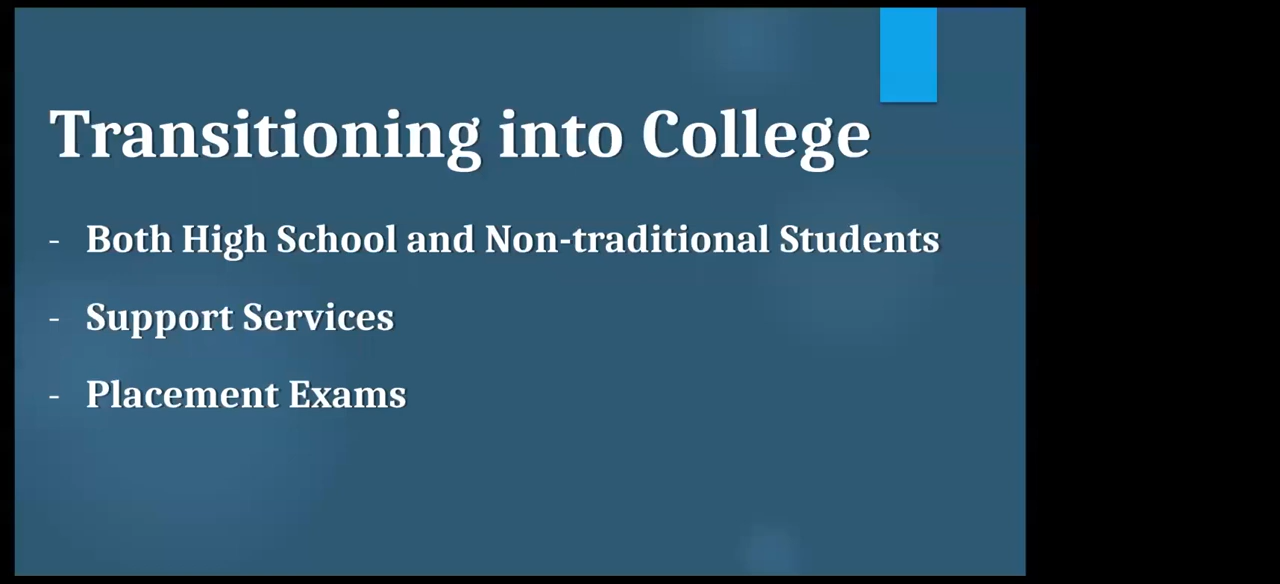 Transitioning into College
- Both High School and Non-traditional Students
- Support Services
- Placement Exams